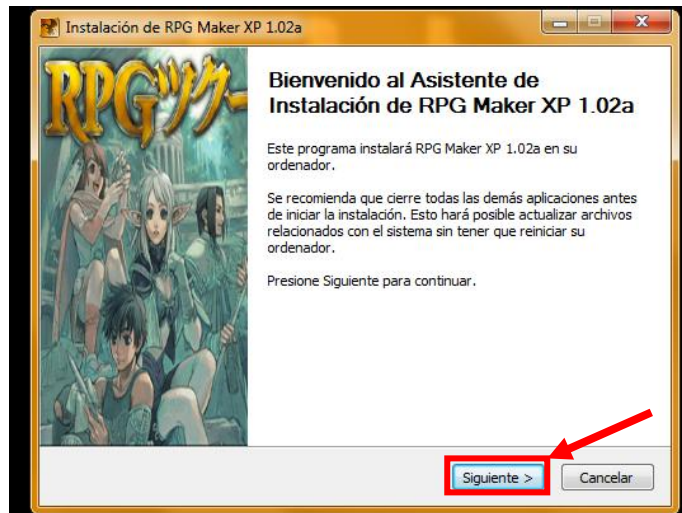 Instalación de RPG Maker XP 1.02a
RPGツクー
Bienvenido al Asistente de
Instalación de RPG Maker XP 1.02a
Este programa instalará RPG Maker XP 1.02a en su
ordenador.
Se recomienda que cierre todas las demás aplicaciones antes
de iniciar la instalación. Esto hará posible actualizar archivos
relacionados con el sistema sin tener que reiniciar su
ordenador.
Presione Siguiente para continuar.
Siguiente >
Cancelar